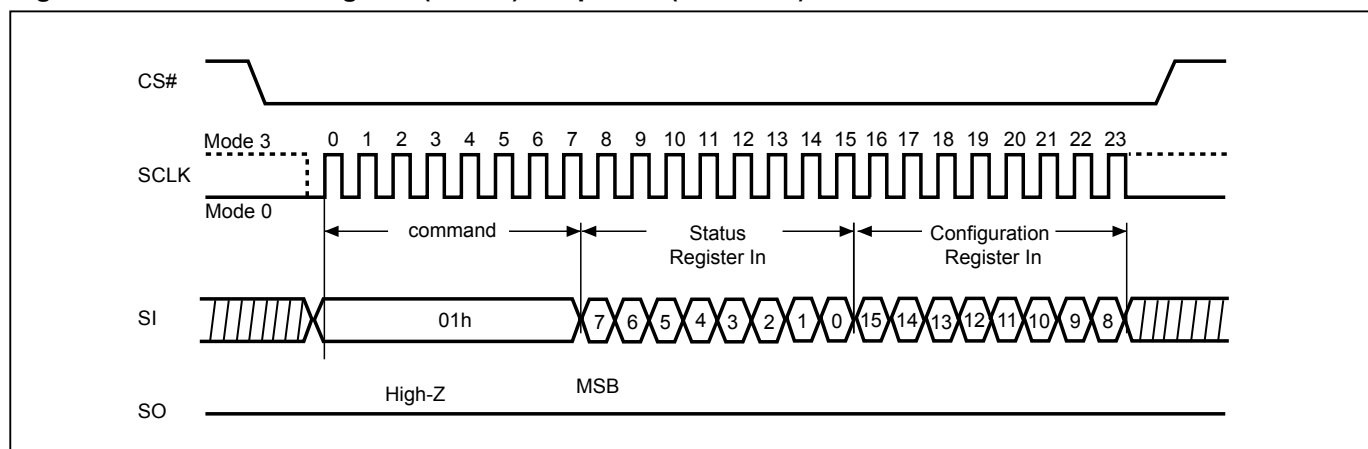 CS#
0 1 2 3 4 5 6 7 8 9 10 11 12 13 14 15 16 17 18 19 20 21 22 23
Mode 3
SCLK
Mode 0
command
Status
Register In
Configuration
Register In
SI
01h
7 6 5 4 3 2 1 0 15 14 13 12 11 10 9 8
High-Z
MSB
SO